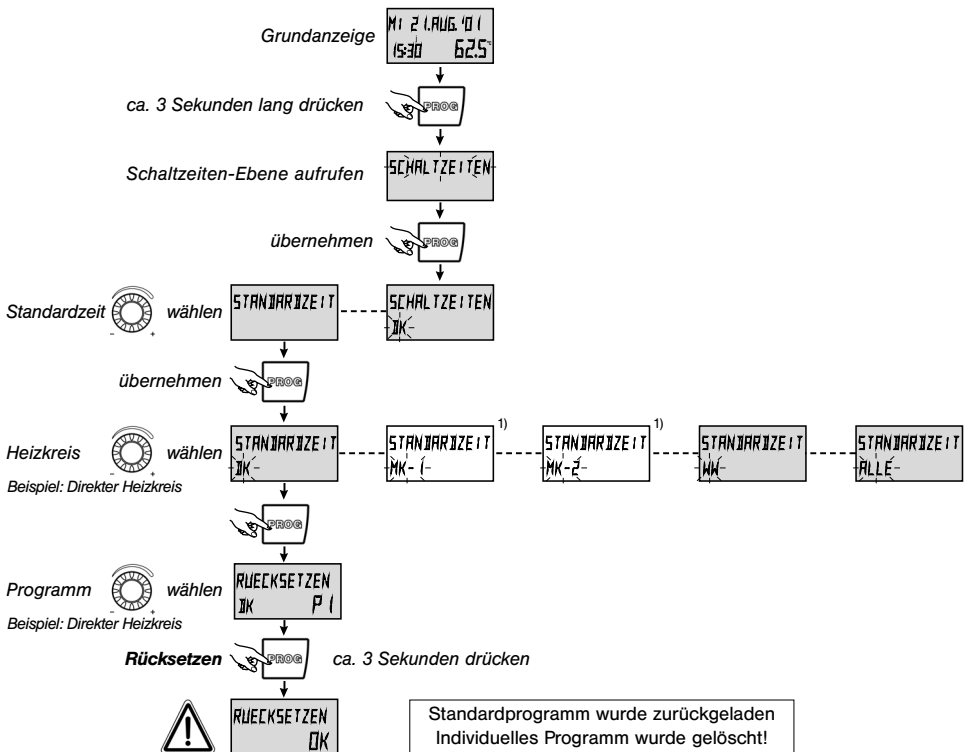 Grundanzeige
MI 21.AUG.'01
15:30 62.5°C
ca. 3 Sekunden lang drücken
PROG
Schaltzeiten-Ebene aufrufen
SCHALTZEITEN
übernehmen
PROG
Standardzeit
- +
wählen
STANDARDZEIT
SCHALTZEITEN
DK
übernehmen
PROG
Heizkreis
- +
wählen
Beispiel: Direkter Heizkreis
STANDARDZEIT
DK
STANDARDZEIT 1)
MK-1
STANDARDZEIT 1)
MK-2
STANDARDZEIT
WW
STANDARDZEIT
ALLE
PROG
Programm
- +
wählen
Beispiel: Direkter Heizkreis
RUECKSETZEN
DK P1
Rücksetzen
PROG
ca. 3 Sekunden drücken
RUECKSETZEN
OK
Standardprogramm wurde zurückgeladen
Individuelles Programm wurde gelöscht!